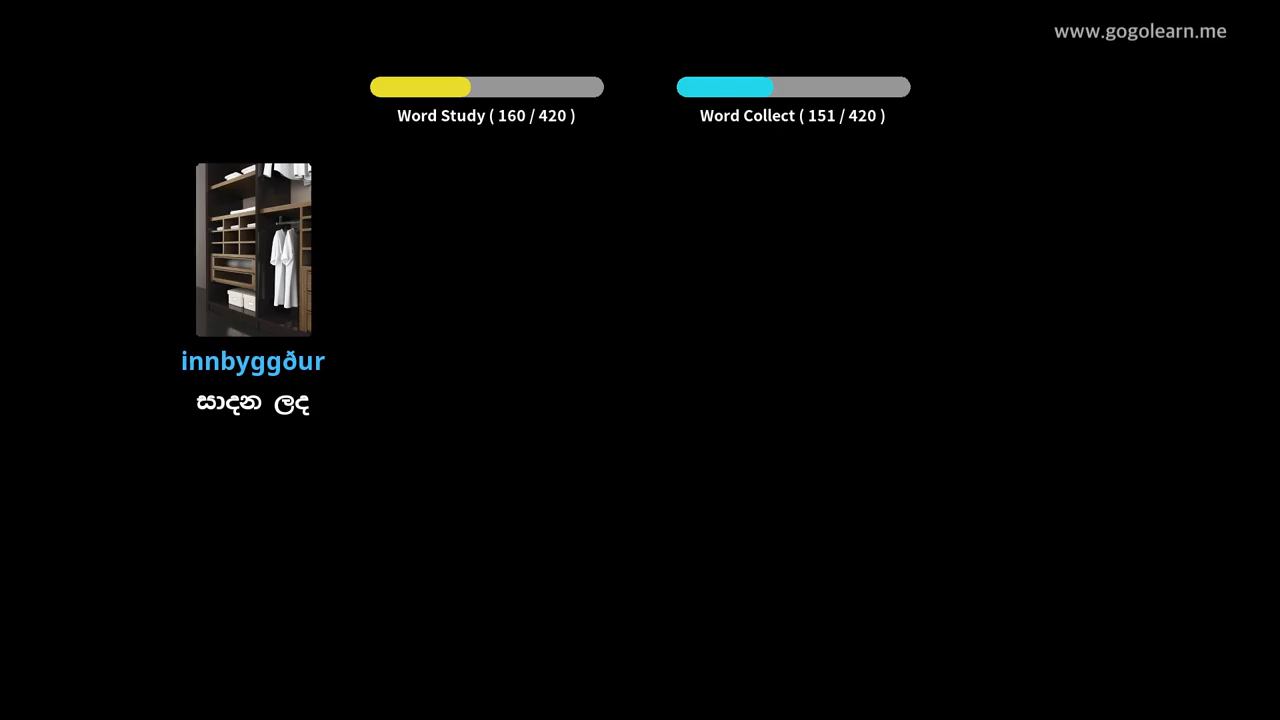 www.gogolearn.me
Word Study ( 160 / 420 )
Word Collect ( 151 / 420 )
innbyggður
සාදන ලද